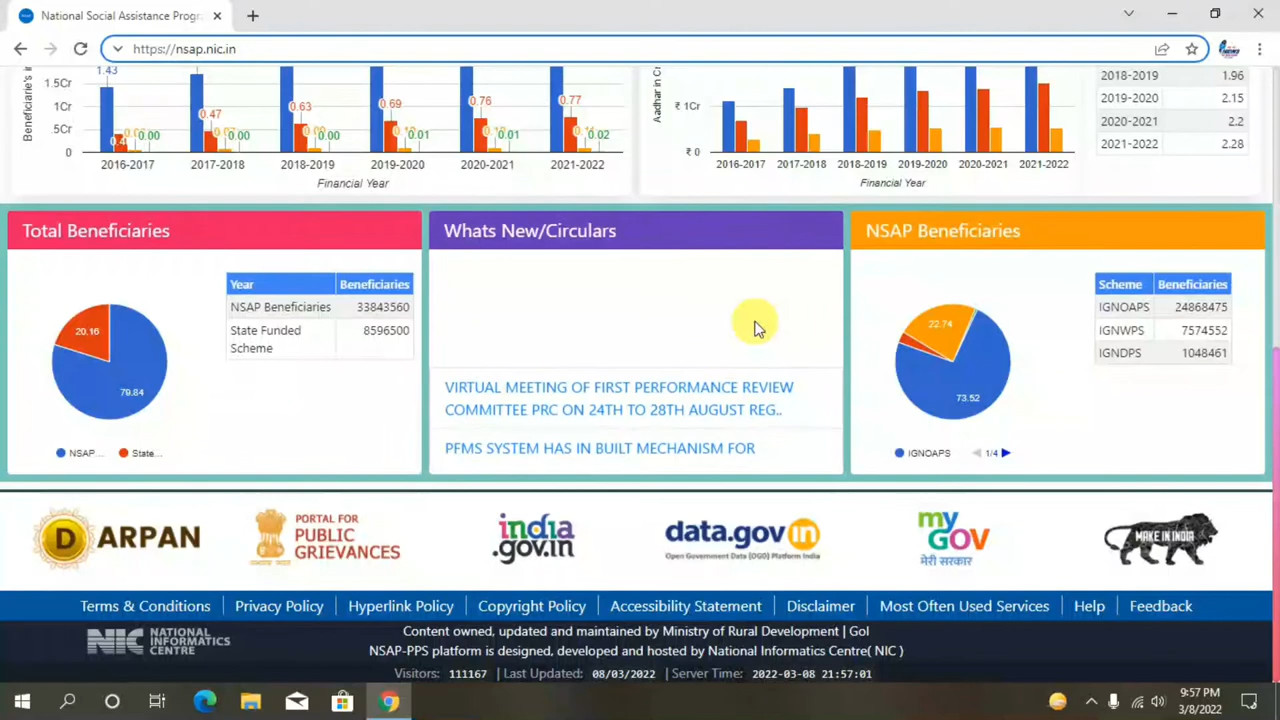 National Social Assistance Progr
https://nsap.nic.in
Beneficiarie's in
1.5Cr
1Cr
5Cr
0
1.43
0.47
0.00
0.63
0.00
0.69
0.01
0.76
0.01
0.77
0.02
2016-2017
2017-2018
2018-2019
2019-2020
2020-2021
2021-2022
Financial Year
Aadhar in Cr
₹ 1Cr
₹ 0
2016-2017
2017-2018
2018-2019
2019-2020
2020-2021
2021-2022
Financial Year
2018-2019 1.96
2019-2020 2.15
2020-2021 2.2
2021-2022 2.28
Total Beneficiaries
20.16
79.84
NSAP...
State...
Year Beneficiaries
NSAP Beneficiaries 33843560
State Funded Scheme 8596500
Whats New/Circulars
VIRTUAL MEETING OF FIRST PERFORMANCE REVIEW
COMMITTEE PRC ON 24TH TO 28TH AUGUST REG..
PFMS SYSTEM HAS IN BUILT MECHANISM FOR
NSAP Beneficiaries
22.74
73.52
IGNOAPS
1/4
Scheme Beneficiaries
IGNOAPS 24868475
IGNWPS 7574552
IGNDPS 1048461
D ARPAN
PORTAL FOR
PUBLIC
GRIEVANCES
india
.gov.in
data.gov in
Open Government Data (OGD) Platform India
my
GOV
मेरी सरकार
MAKE IN INDIA
Terms & Conditions Privacy Policy Hyperlink Policy Copyright Policy Accessibility Statement Disclaimer Most Often Used Services Help Feedback
NIC NATIONAL
INFORMATICS
CENTRE
Content owned, updated and maintained by Ministry of Rural Development | GoI
NSAP-PPS platform is designed, developed and hosted by National Informatics Centre( NIC )
Visitors: 111167 | Last Updated: 08/03/2022 | Server Time: 2022-03-08 21:57:01
9:57 PM
3/8/2022